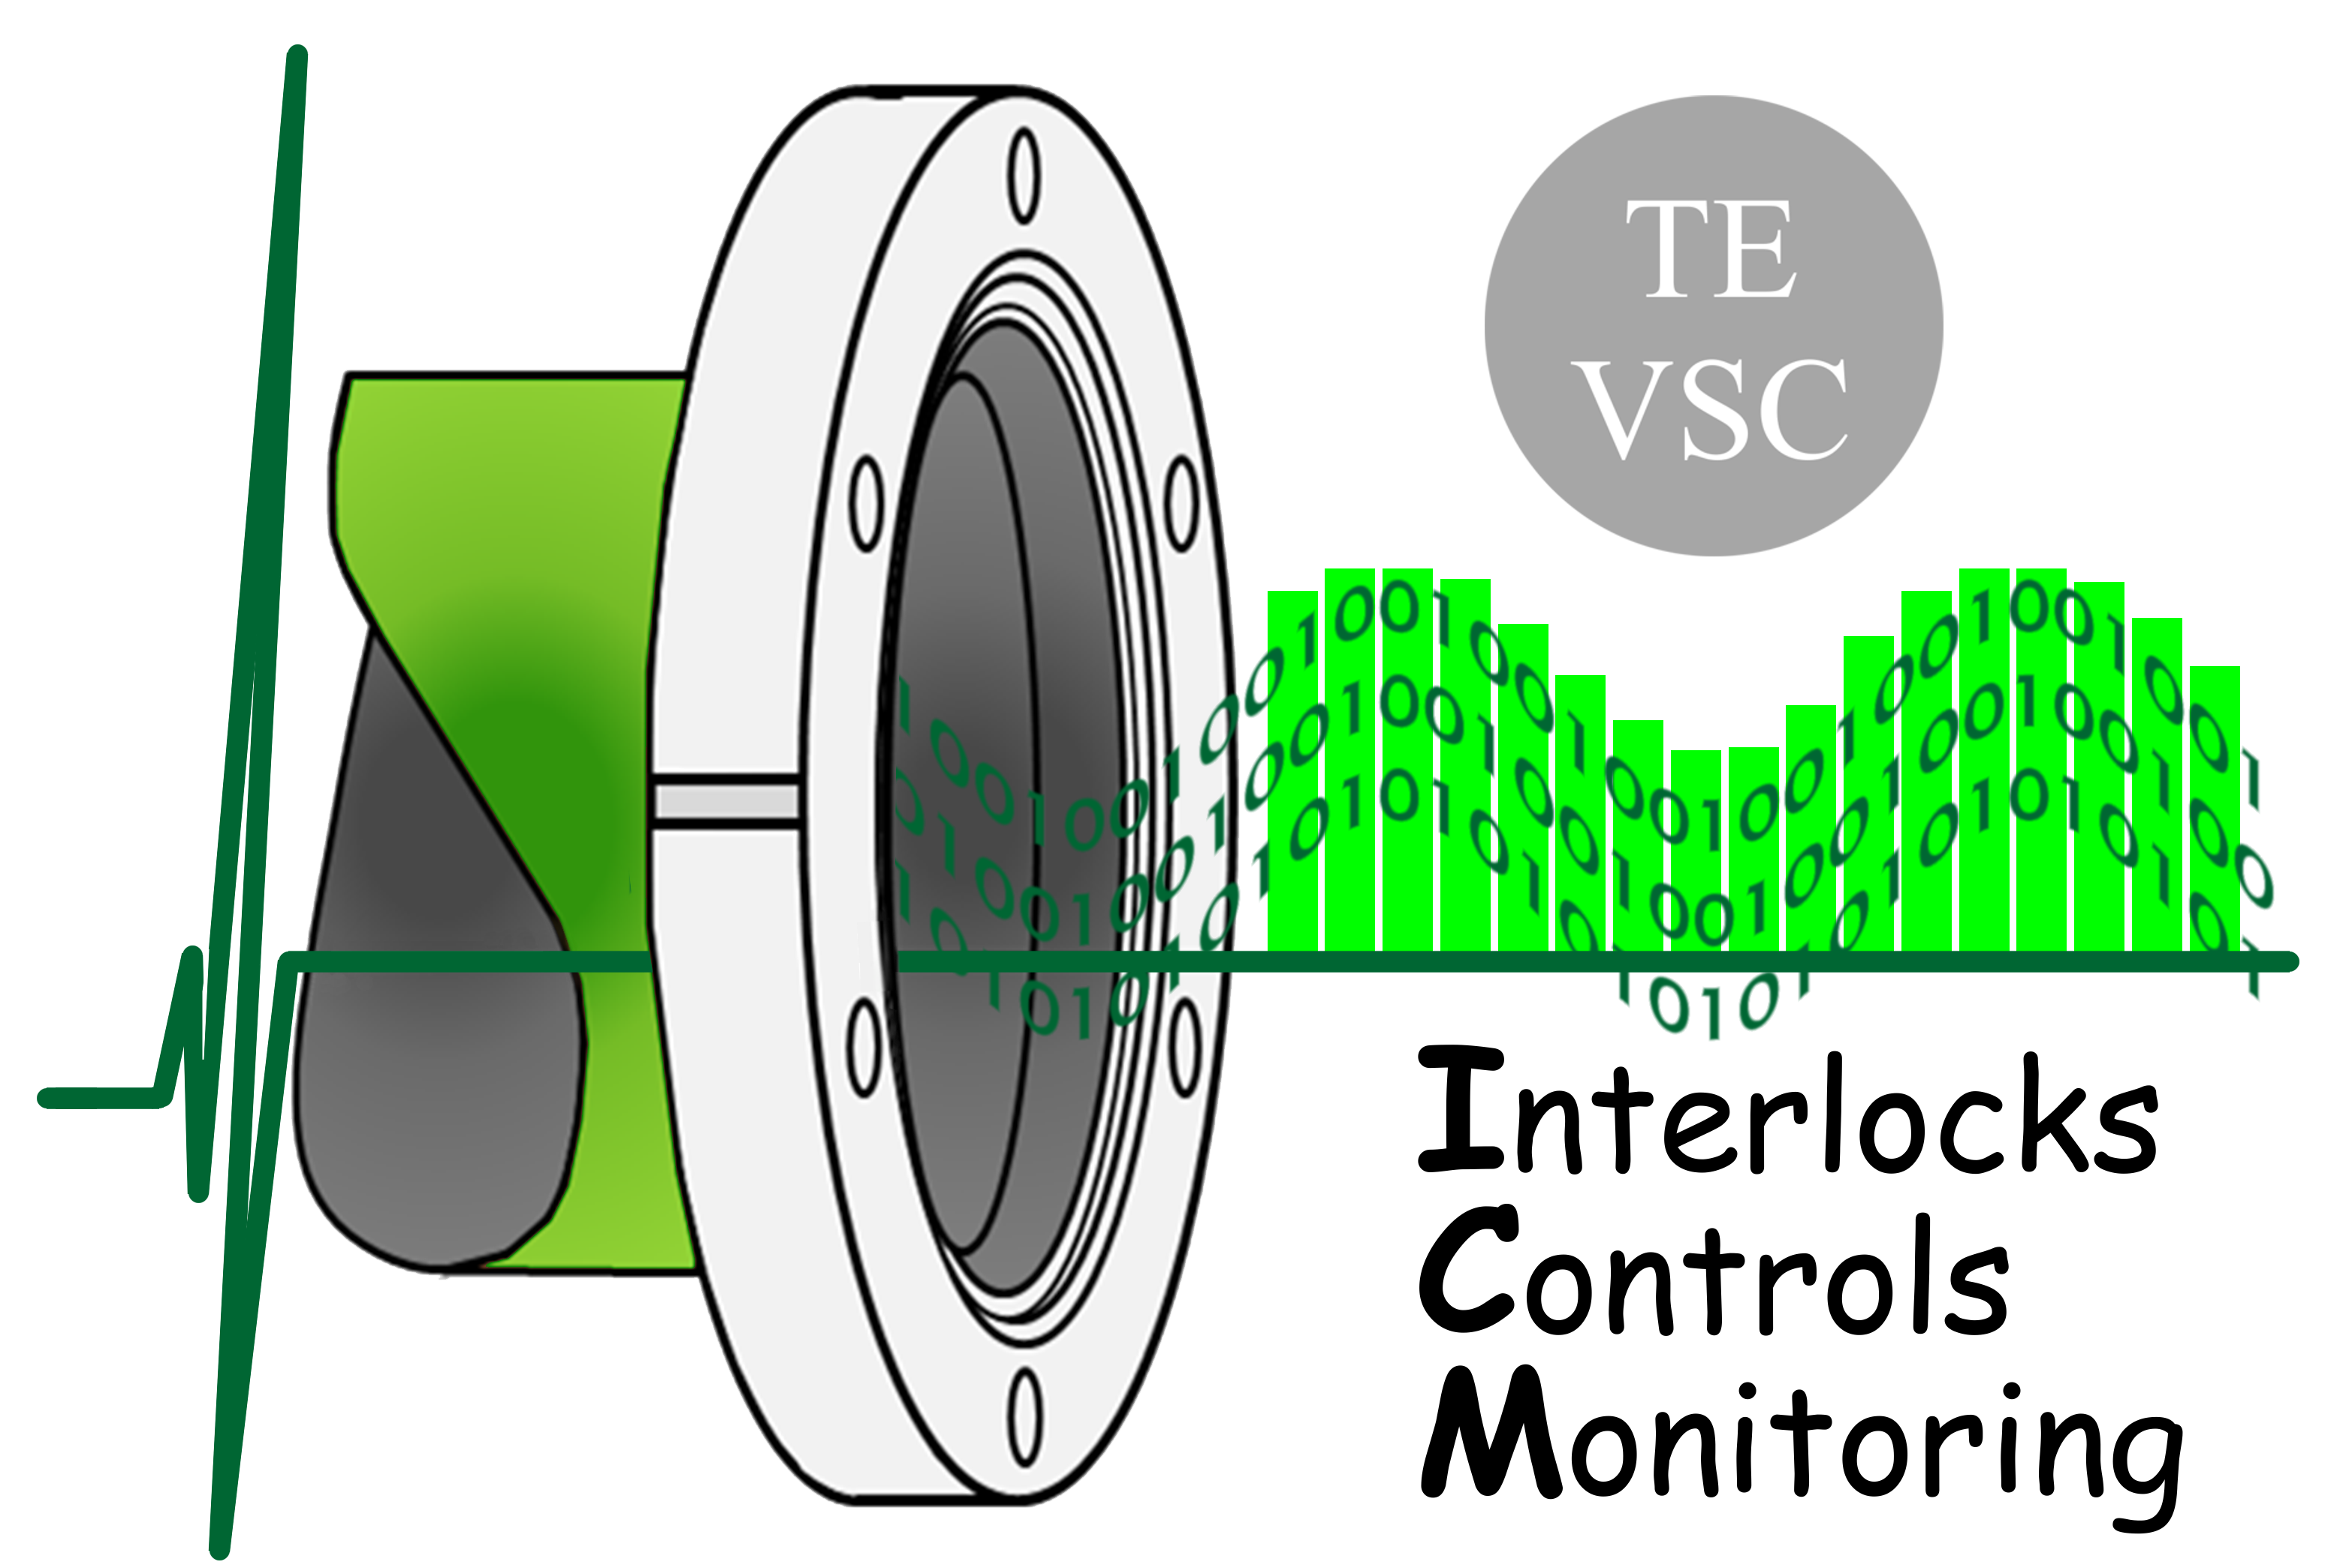 TE
VSC
Interlocks
Controls
Monitoring